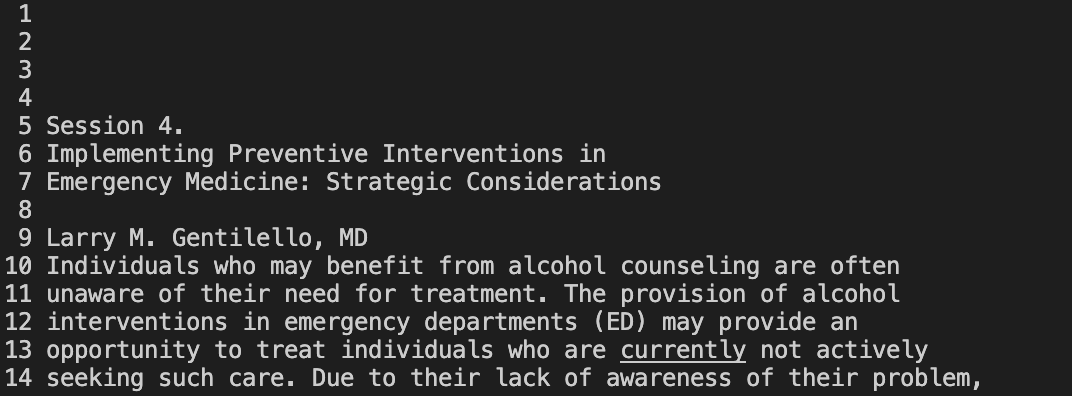 1
2
3
4
5 Session 4.
6 Implementing Preventive Interventions in
7 Emergency Medicine: Strategic Considerations
8
9 Larry M. Gentilello, MD
10 Individuals who may benefit from alcohol counseling are often
11 unaware of their need for treatment. The provision of alcohol
12 interventions in emergency departments (ED) may provide an
13 opportunity to treat individuals who are currently not actively
14 seeking such care. Due to their lack of awareness of their problem,